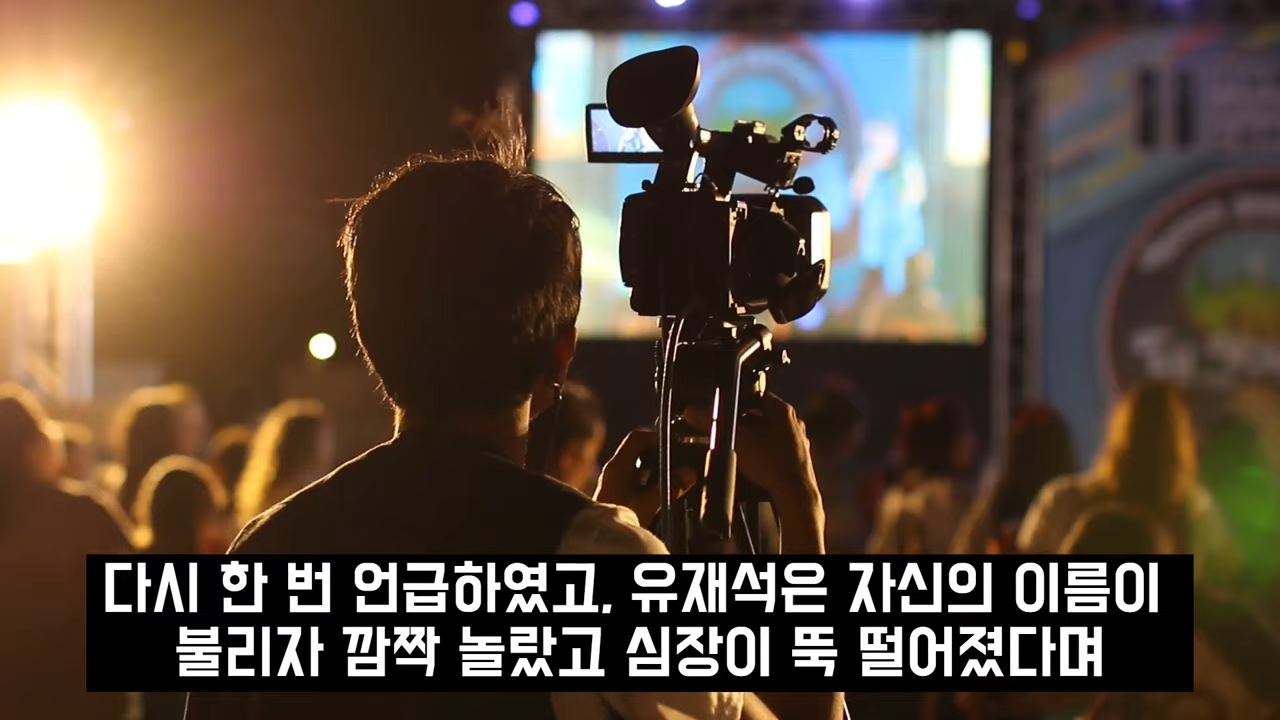 다시 한 번 언급하였고, 유재석은 자신의 이름이
불리자 깜짝 놀랐고 심장이 뚝 떨어졌다며